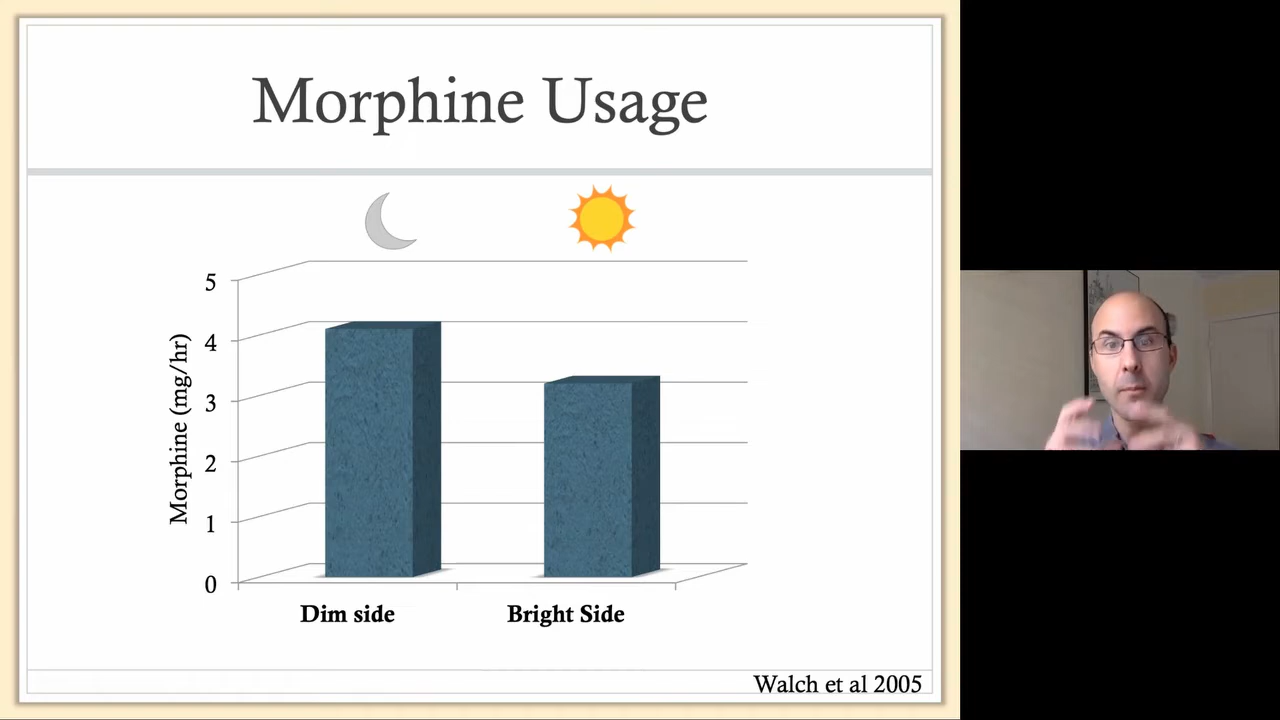 Morphine Usage
5
4
3
2
1
0
Morphine (mg/hr)
Dim side
Bright Side
Walch et al 2005